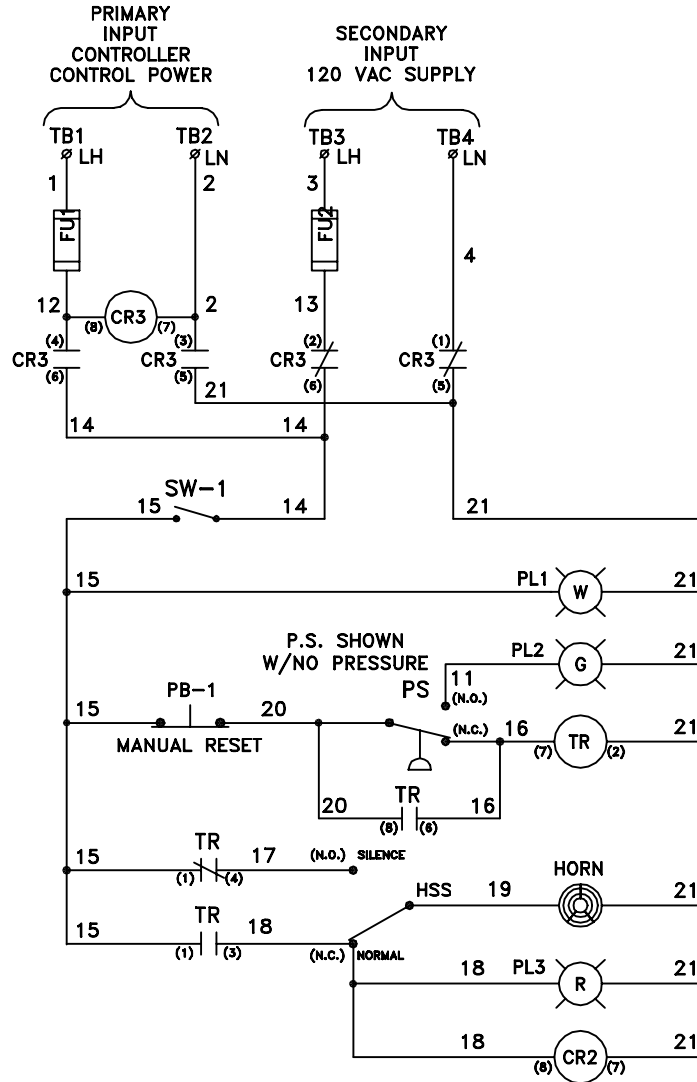 PRIMARY
INPUT
CONTROLLER
CONTROL POWER
SECONDARY
INPUT
120 VAC SUPPLY
TB1
LH
TB2
LN
TB3
LH
TB4
LN
1
2
3
4
FU1
FU2
12
2
13
(8)
CR3
(7)
(4)
CR3
(6)
(3)
CR3
(5)
(2)
CR3
(6)
(1)
CR3
(5)
21
14
14
SW-1
15
14
21
15
PL1
W
21
P.S. SHOWN
W/NO PRESSURE
PL2
G
21
PS
11
(N.O.)
PB-1
15
20
(N.C.)
16
TR
(7)
(2)
21
MANUAL RESET
20
TR
16
(8)
(6)
15
TR
17
(N.O.) SILENCE
(1)
(4)
HORN
HSS
19
21
15
TR
18
(1)
(3)
(N.C.) NORMAL
18
PL3
R
21
18
CR2
21
(8)
(7)